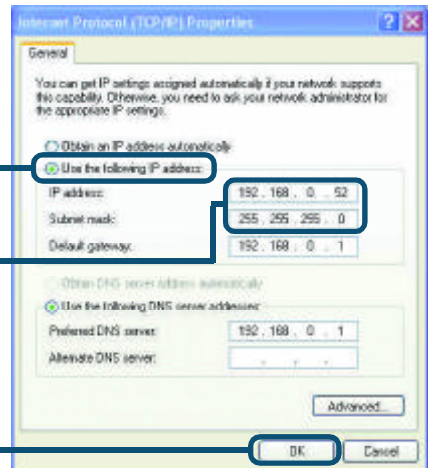 Internet Protocol (TCP/IP) Properties
General
You can get IP settings assigned automatically if your network supports
this capability. Otherwise, you need to ask your network administrator for
the appropriate IP settings.
Obtain an IP address automatically
Use the following IP address:
IP address: 192 . 168 . 0 . 52
Subnet mask: 255 . 255 . 255 . 0
Default gateway: 192 . 168 . 0 . 1
Obtain DNS server address automatically
Use the following DNS server addresses:
Preferred DNS server: 192 . 168 . 0 . 1
Alternate DNS server: . . .
Advanced...
OK Cancel